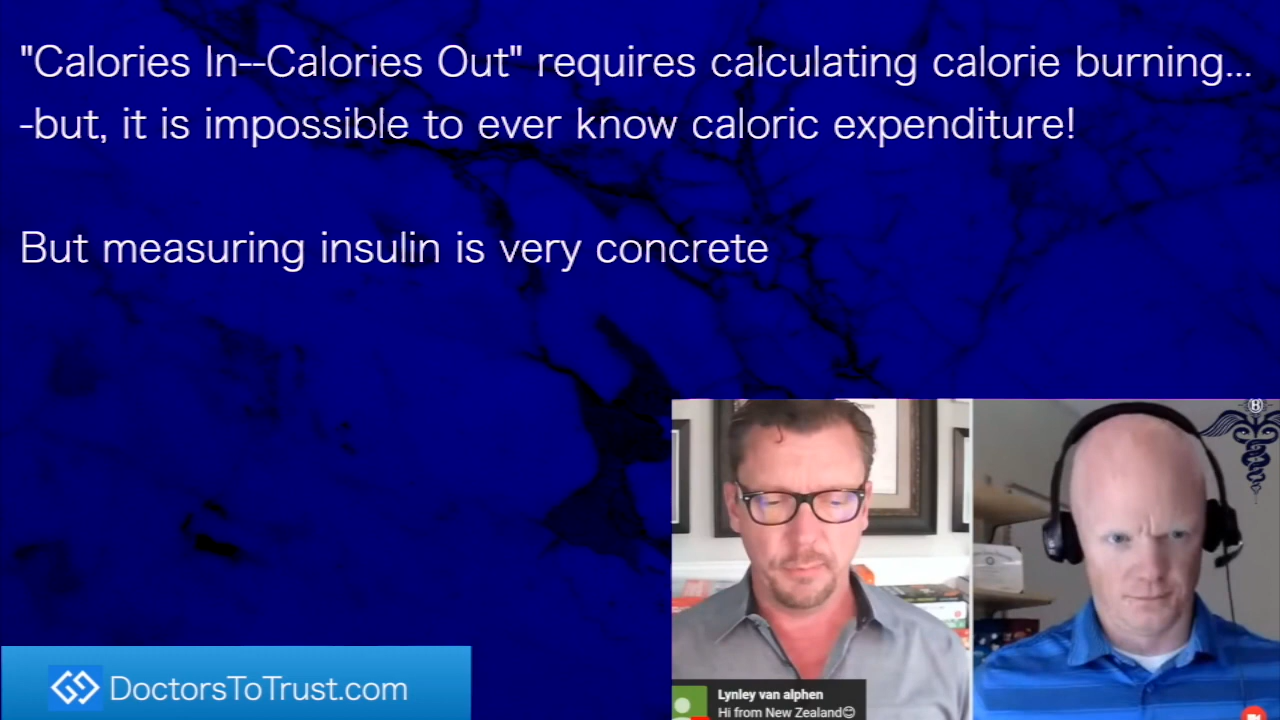 "Calories In--Calories Out" requires calculating calorie burning...
-but, it is impossible to ever know caloric expenditure!
But measuring insulin is very concrete
B
DoctorsToTrust.com
Lynley van alphen
Hi from New Zealand😊